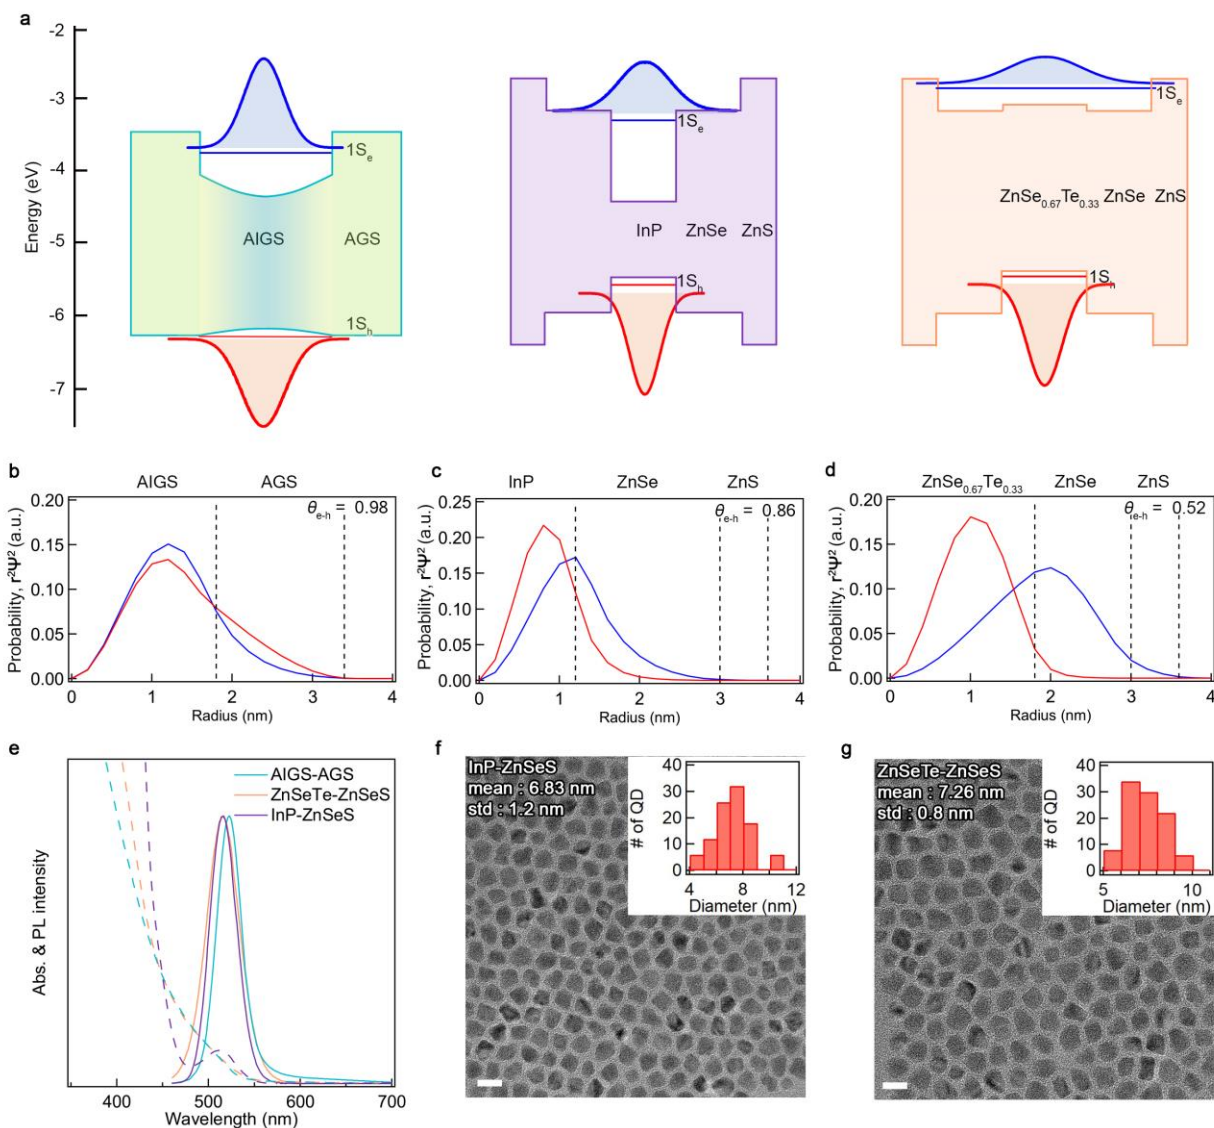 a
-2
-3
-4
-5
-6
-7
Energy (eV)
1Se
AIGS AGS
1Sh
1Se
InP ZnSe ZnS
1Sh
1Se
ZnSe0.67Te0.33 ZnSe ZnS
1Sh
b
AIGS AGS
θe-h = 0.98
0.20
0.15
0.10
0.05
0.00
Probability, r²Ψ² (a.u.)
0 1 2 3 4
Radius (nm)
c
InP ZnSe ZnS
θe-h = 0.86
0.25
0.20
0.15
0.10
0.05
0.00
Probability, r²Ψ² (a.u.)
0 1 2 3 4
Radius (nm)
d
ZnSe0.67Te0.33 ZnSe ZnS
θe-h = 0.52
0.20
0.15
0.10
0.05
0.00
Probability, r²Ψ² (a.u.)
0 1 2 3 4
Radius (nm)
e
AIGS-AGS
ZnSeTe-ZnSeS
InP-ZnSeS
Abs. & PL intensity
400 500 600 700
Wavelength (nm)
f
InP-ZnSeS
mean : 6.83 nm
std : 1.2 nm
40
30
20
10
0
# of QD
4 6 8 10 12
Diameter (nm)
g
ZnSeTe-ZnSeS
mean : 7.26 nm
std : 0.8 nm
40
30
20
10
0
# of QD
5 10
Diameter (nm)